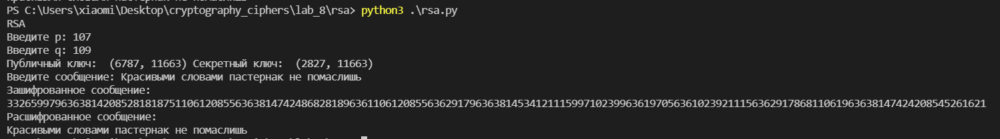 PS C:\Users\xiaomi\Desktop\cryptography_ciphers\lab_8\rsa> python3 .\rsa.py
RSA
Введите p: 107
Введите q: 109
Публичный ключ:  (6787, 11663) Секретный ключ:  (2827, 11663)
Введите сообщение: Красивыми словами пастернак не помаслишь
Зашифрованное сообщение:
3326599796363814208528181875110612085563638147424868281896361106120855636291796363814534121115997102399636197056361023921115636291786811061963638147424208545261621
Расшифрованное сообщение:
Красивыми словами пастернак не помаслишь